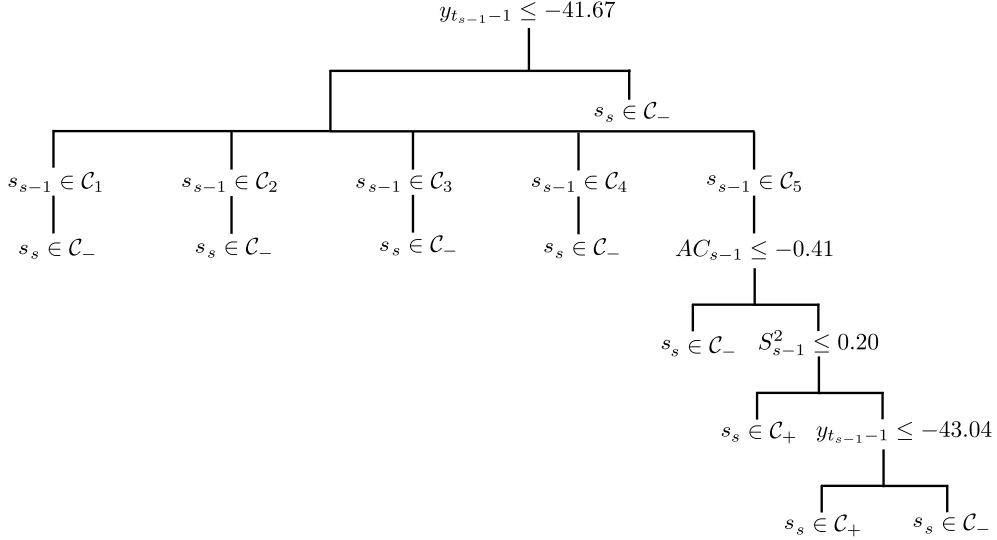 y_{t_{s-1}-1} ≤ −41.67
s_s ∈ 𝒞_−
s_{s-1} ∈ 𝒞_1 s_{s-1} ∈ 𝒞_2 s_{s-1} ∈ 𝒞_3 s_{s-1} ∈ 𝒞_4 s_{s-1} ∈ 𝒞_5
s_s ∈ 𝒞_− s_s ∈ 𝒞_− s_s ∈ 𝒞_− s_s ∈ 𝒞_− AC_{s-1} ≤ −0.41
s_s ∈ 𝒞_− S^2_{s-1} ≤ 0.20
s_s ∈ 𝒞_+ y_{t_{s-1}-1} ≤ −43.04
s_s ∈ 𝒞_+ s_s ∈ 𝒞_−